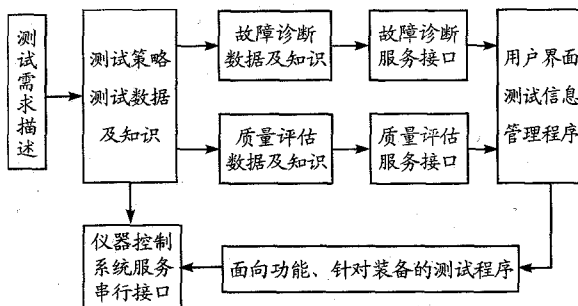 测
试
需
求
描
述
测试策略
测试数据
及知识
故障诊断
数据及知识
故障诊断
服务接口
质量评估
数据及知识
质量评估
服务接口
用户界面
测试信息
管理程序
仪器控制
系统服务
串行接口
面向功能、针对装备的测试程序